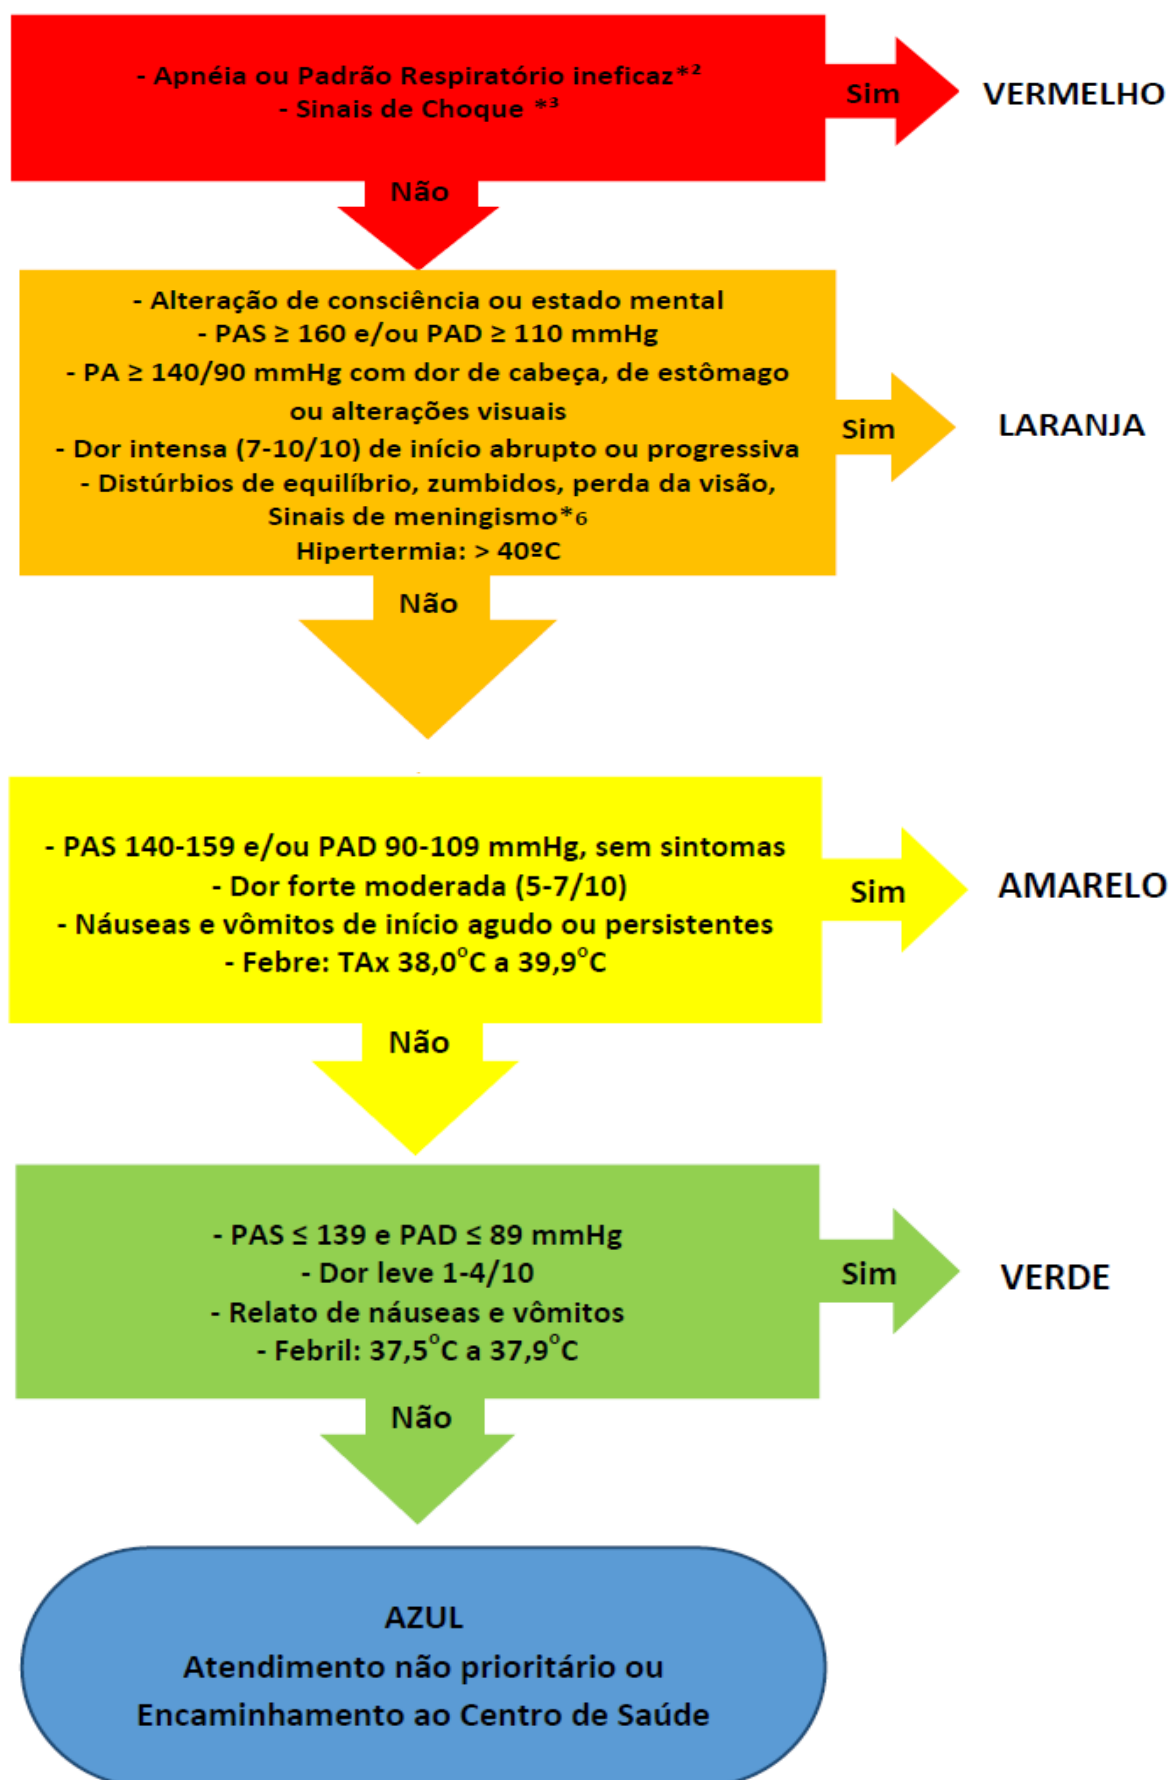 - Apnéia ou Padrão Respiratório ineficaz*²
- Sinais de Choque *³
Sim
VERMELHO
Não
- Alteração de consciência ou estado mental
- PAS ≥ 160 e/ou PAD ≥ 110 mmHg
- PA ≥ 140/90 mmHg com dor de cabeça, de estômago
ou alterações visuais
- Dor intensa (7-10/10) de início abrupto ou progressiva
- Distúrbios de equilíbrio, zumbidos, perda da visão,
Sinais de meningismo*6
Hipertermia: > 40ºC
Sim
LARANJA
Não
- PAS 140-159 e/ou PAD 90-109 mmHg, sem sintomas
- Dor forte moderada (5-7/10)
- Náuseas e vômitos de início agudo ou persistentes
- Febre: TAx 38,0°C a 39,9°C
Sim
AMARELO
Não
- PAS ≤ 139 e PAD ≤ 89 mmHg
- Dor leve 1-4/10
- Relato de náuseas e vômitos
- Febril: 37,5°C a 37,9°C
Sim
VERDE
Não
AZUL
Atendimento não prioritário ou
Encaminhamento ao Centro de Saúde